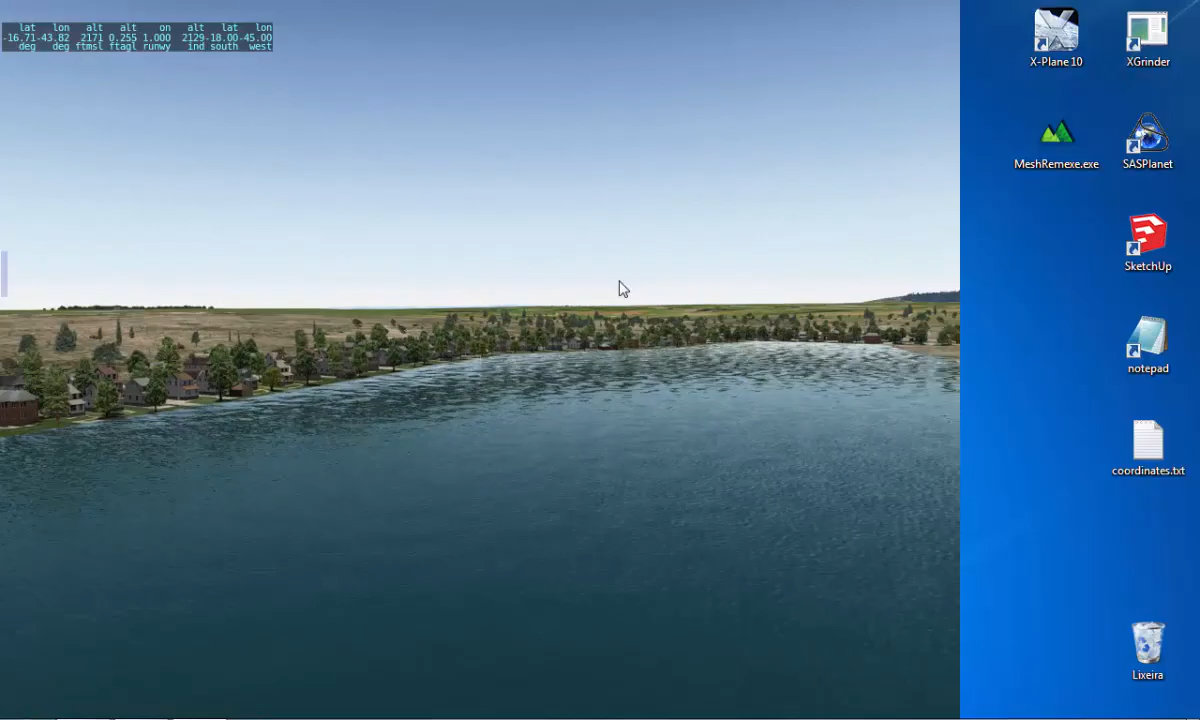 lat lon alt alt on alt lat lon
-16.71-43.82 2171 0.255 1.000 2129-18.00-45.00
deg deg ftmsl ftagl runwy ind south west
X-Plane 10
XGrinder
MeshRemexe.exe
SASPlanet
SketchUp
notepad
coordinates.txt
Lixeira